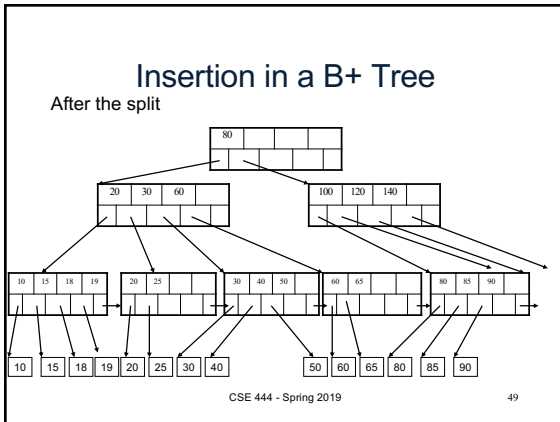 Insertion in a B+ Tree
After the split
80
20 30 60
100 120 140
10 15 18 19
20 25
30 40 50
60 65
80 85 90
10 15 18 19 20 25 30 40 50 60 65 80 85 90
CSE 444 - Spring 2019 49